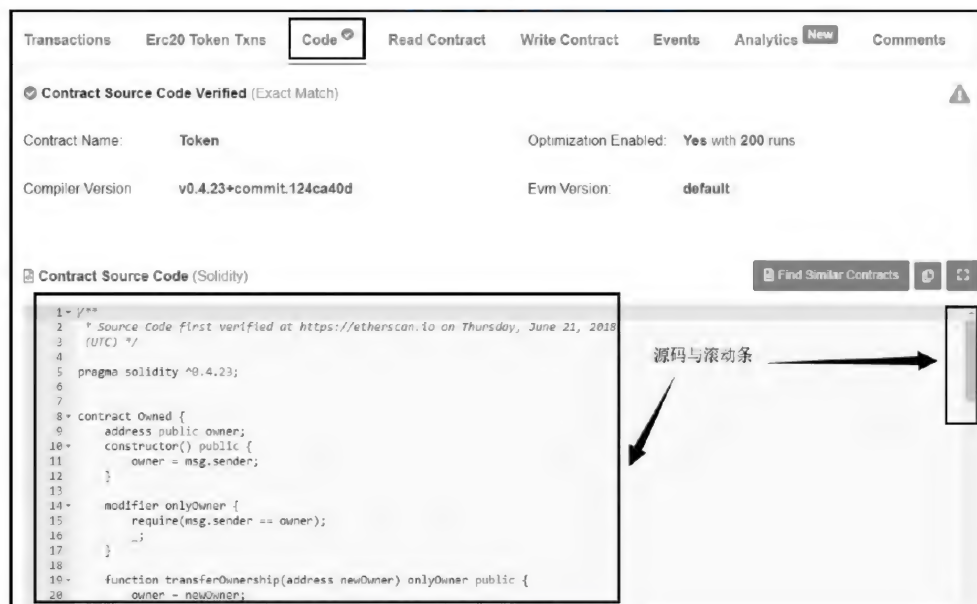 Transactions Erc20 Token Txns Code Read Contract Write Contract Events Analytics New Comments
Contract Source Code Verified (Exact Match)
Contract Name: Token Optimization Enabled: Yes with 200 runs
Compiler Version v0.4.23+commit.124ca40d Evm Version: default
Contract Source Code (Solidity) Find Similar Contracts
1 /**
2 * Source Code first verified at https://etherscan.io on Thursday, June 21, 2018
3 (UTC) */
4
5 pragma solidity ^0.4.23;
6
7
8 contract Owned {
9 address public owner;
10 constructor() public {
11 owner = msg.sender;
12 }
13
14 modifier onlyOwner {
15 require(msg.sender == owner);
16 _;
17 }
18
19 function transferOwnership(address newOwner) onlyOwner public {
20 owner = newOwner;
源码与滚动条